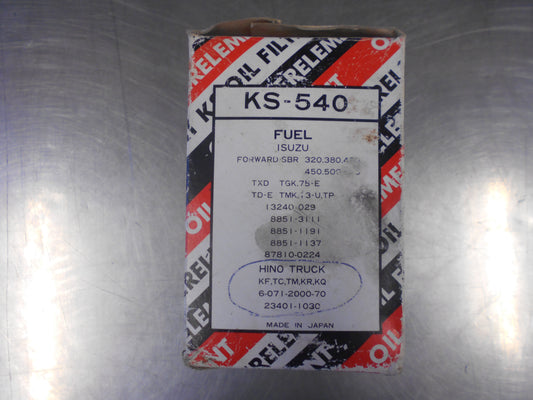 KS-540
FUEL
ISUZU
FORWARD SBR 320.380.
450.500
TXD TGK.75-E
TD-E TMK. 3-U,TP
13240-029
8851-3111
8851-1191
8851-1137
87810-0224
HINO TRUCK
KF,TC,TM,KR,KQ
6-071-2000-70
23401-1030
MADE IN JAPAN
OIL FILT
OIL